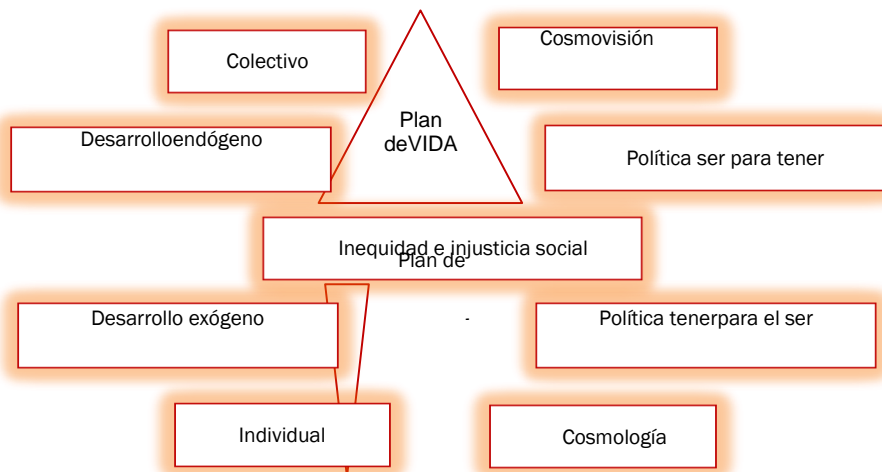 Colectivo
Cosmovisión
Plan
deVIDA
Desarrolloendógeno
Política ser para tener
Inequidad e injusticia social
Plan de
Desarrollo exógeno
-
Política tenerpara el ser
Individual
Cosmología